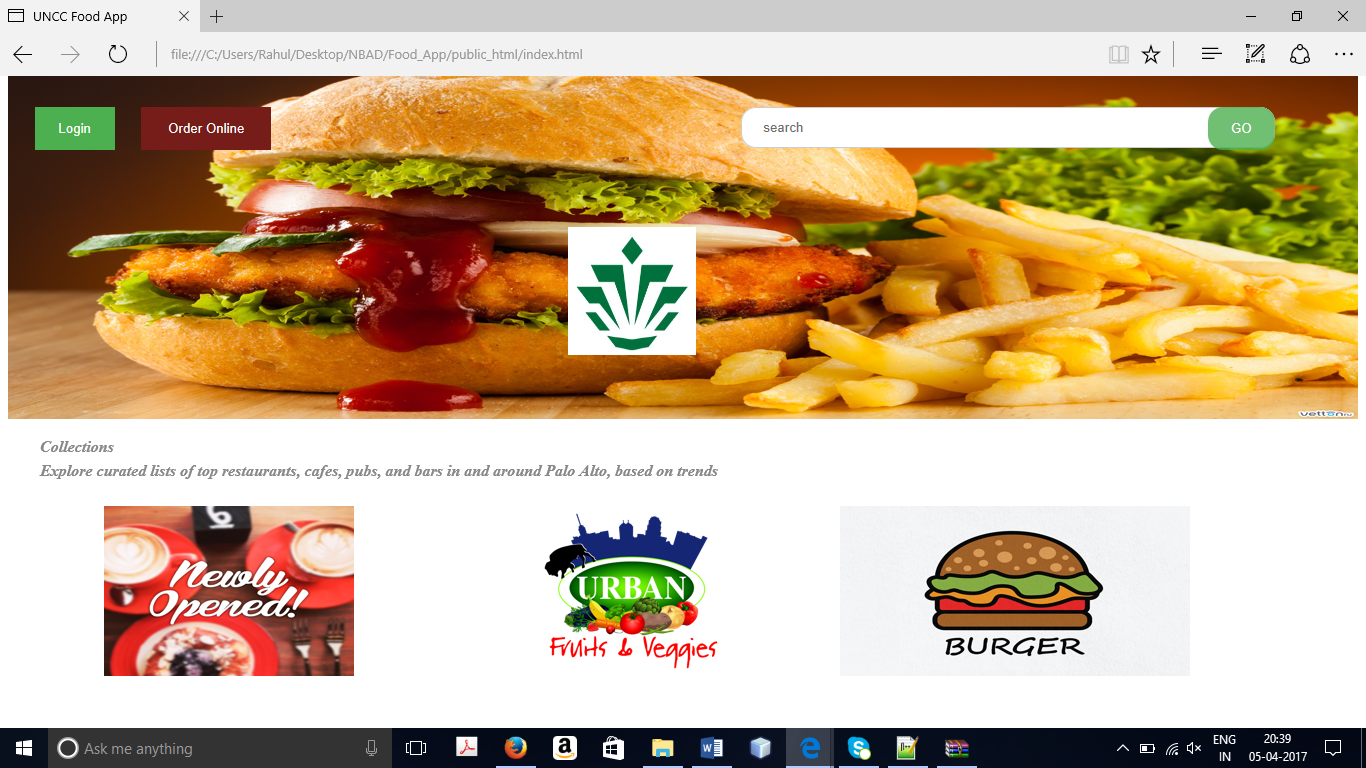 UNCC Food App
file:///C:/Users/Rahul/Desktop/NBAD/Food_App/public_html/index.html
Login
Order Online
search
GO
Collections
Explore curated lists of top restaurants, cafes, pubs, and bars in and around Palo Alto, based on trends
Newly
Opened!
URBAN
Fruits & Veggies
BURGER
Ask me anything
ENG
IN
20:39
05-04-2017